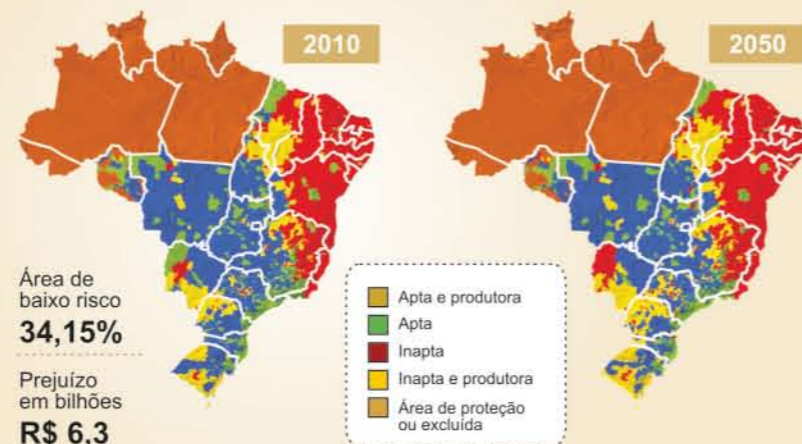 2010
2050
Área de
baixo risco
34,15%
Prejuízo
em bilhões
R$ 6,3
Apta e produtora
Apta
Inapta
Inapta e produtora
Área de proteção
ou excluída